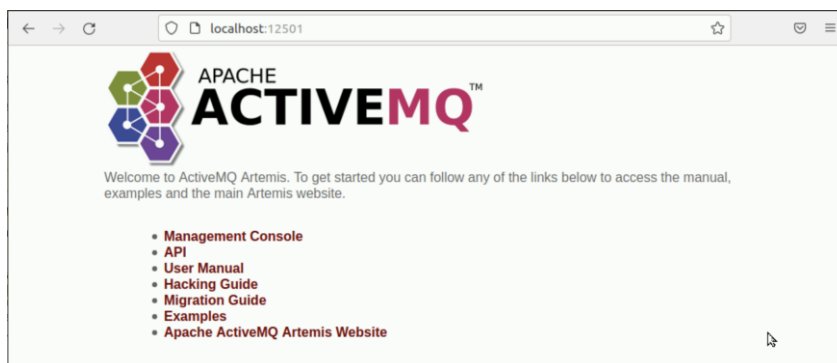 localhost:12501
APACHE
ACTIVEMQ™
Welcome to ActiveMQ Artemis. To get started you can follow any of the links below to access the manual,
examples and the main Artemis website.
Management Console
API
User Manual
Hacking Guide
Migration Guide
Examples
Apache ActiveMQ Artemis Website